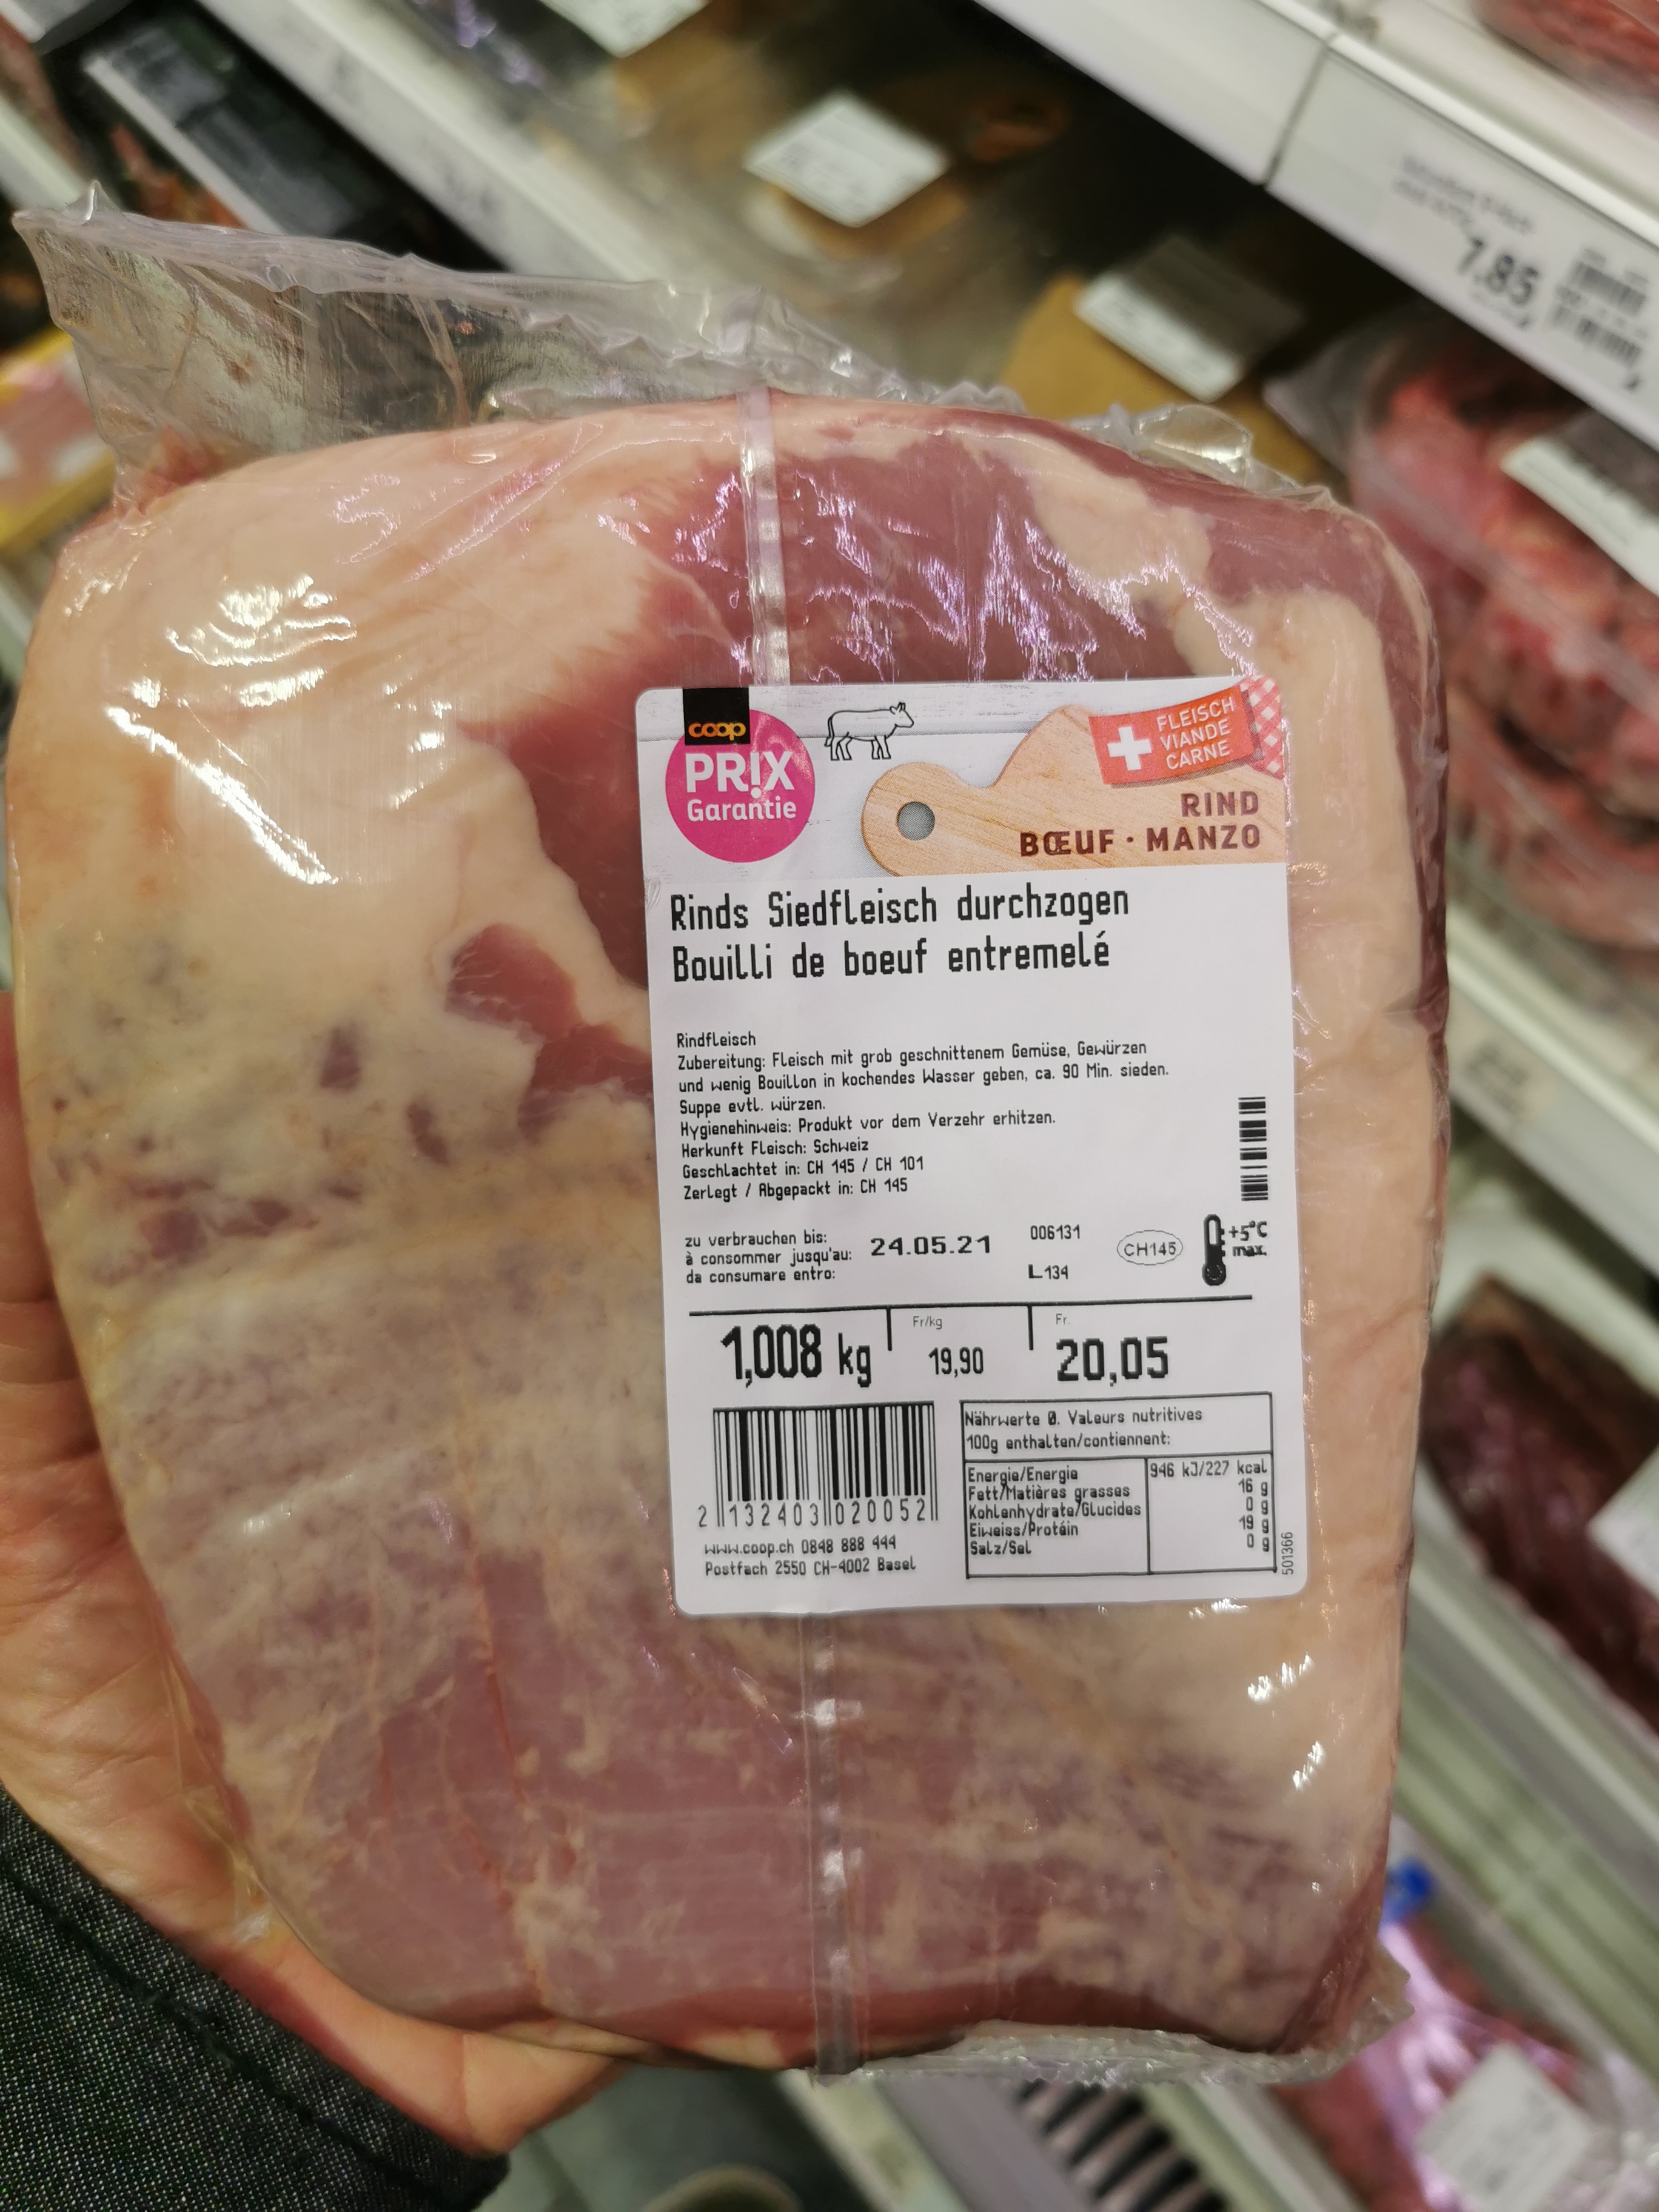 7.85
coop
PRIX
Garantie
FLEISCH
VIANDE
CARNE
RIND
BŒUF · MANZO
Rinds Siedfleisch durchzogen
Bouilli de boeuf entremelé
Rindfleisch
Zubereitung: Fleisch mit grob geschnittenem Gemüse, Gewürzen
und wenig Bouillon in kochendes Wasser geben, ca. 90 Min. sieden.
Suppe evtl. würzen.
Hygienehinweis: Produkt vor dem Verzehr erhitzen.
Herkunft Fleisch: Schweiz
Geschlachtet in: CH 145 / CH 101
Zerlegt / Abgepackt in: CH 145
zu verbrauchen bis:
à consommer jusqu'au: 24.05.21
da consumare entro:
006131
L134
CH145
+5°C
max.
1,008 kg
Fr/kg
19,90
Fr.
20,05
2 132403 020052
www.coop.ch 0848 888 444
Postfach 2550 CH-4002 Basel
Nährwerte Ø. Valeurs nutritives
100g enthalten/contiennent:
Energie/Energie 946 kJ/227 kcal
Fett/Matières grasses 16 g
Kohlenhydrate/Glucides 0 g
Eiweiss/Protéin 19 g
Salz/Sel 0 g
501366